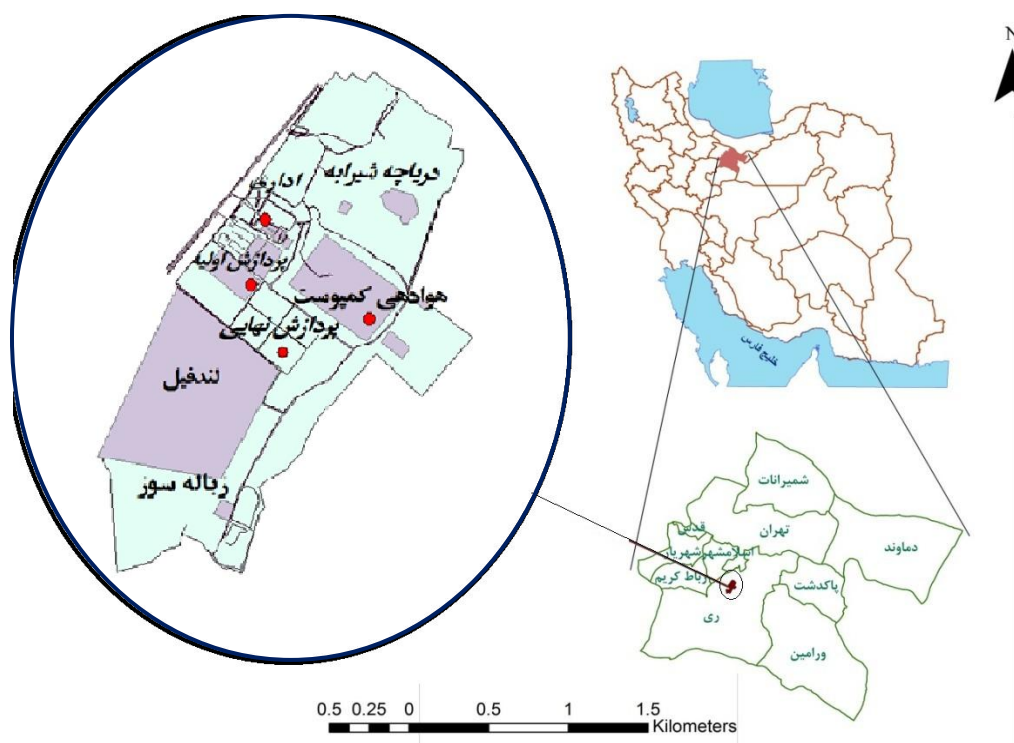 N
دریاچه شیرابه
اداری
پردازش اولیه
هوادهی کمپوست
پردازش نهایی
لندفیل
زباله سوز
خلیج فارس
شمیرانات
تهران
دماوند
قدس
اسلامشهر
شهریار
رباط کریم
پاکدشت
ری
ورامین
0.5 0.25 0 0.5 1 1.5
Kilometers